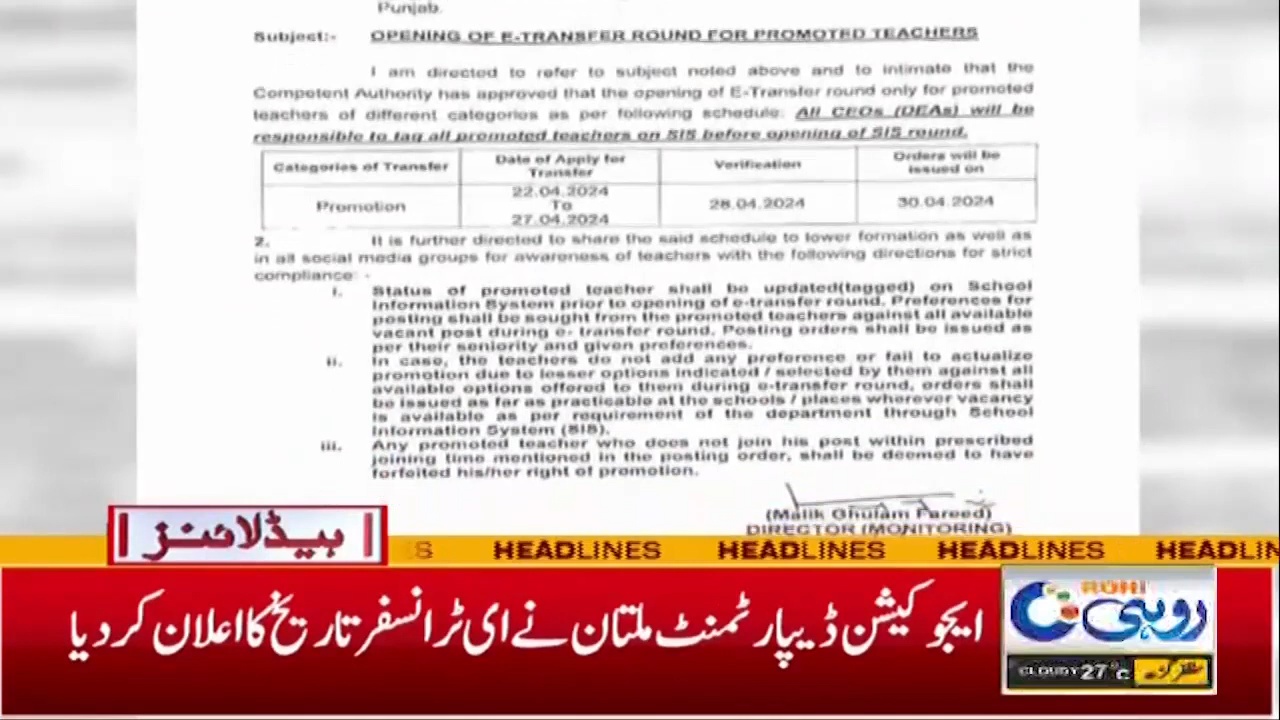 Punjab.
Subject:- OPENING OF E-TRANSFER ROUND FOR PROMOTED TEACHERS
I am directed to refer to subject noted above and to intimate that the
Competent Authority has approved that the opening of E-Transfer round only for promoted
teachers of different categories as per following schedule: All CEOs (DEAs) will be
responsible to tag all promoted teachers on SIS before opening of SIS round.
Categories of Transfer Date of Apply for Transfer Verification Orders will be issued on
Promotion 22.04.2024 To 27.04.2024 28.04.2024 30.04.2024
2. It is further directed to share the said schedule to lower formation as well as
in all social media groups for awareness of teachers with the following directions for strict
compliance: -
i. Status of promoted teacher shall be updated(tagged) on School
Information System prior to opening of e-transfer round. Preferences for
posting shall be sought from the promoted teachers against all available
vacant post during e- transfer round. Posting orders shall be issued as
per their seniority and given preferences.
ii. In case, the teachers do not add any preference or fail to actualize
promotion due to lesser options indicated / selected by them against all
available options offered to them during e-transfer round, orders shall
be issued as far as practicable at the schools / places wherever vacancy
is available as per requirement of the department through School
Information System (SIS).
iii. Any promoted teacher who does not join his post within prescribed
joining time mentioned in the posting order, shall be deemed to have
forfeited his/her right of promotion.
(Malik Ghulam Fareed)
DIRECTOR (MONITORING)
ہیڈلائنز
S HEADLINES HEADLINES HEADLINES HEADLIN
ایجوکیشن ڈیپارٹمنٹ ملتان نے ای ٹرانسفر تاریخ کا اعلان کر دیا
ROHI
روہی
CLOUDY 27°C مظفرگڑھ